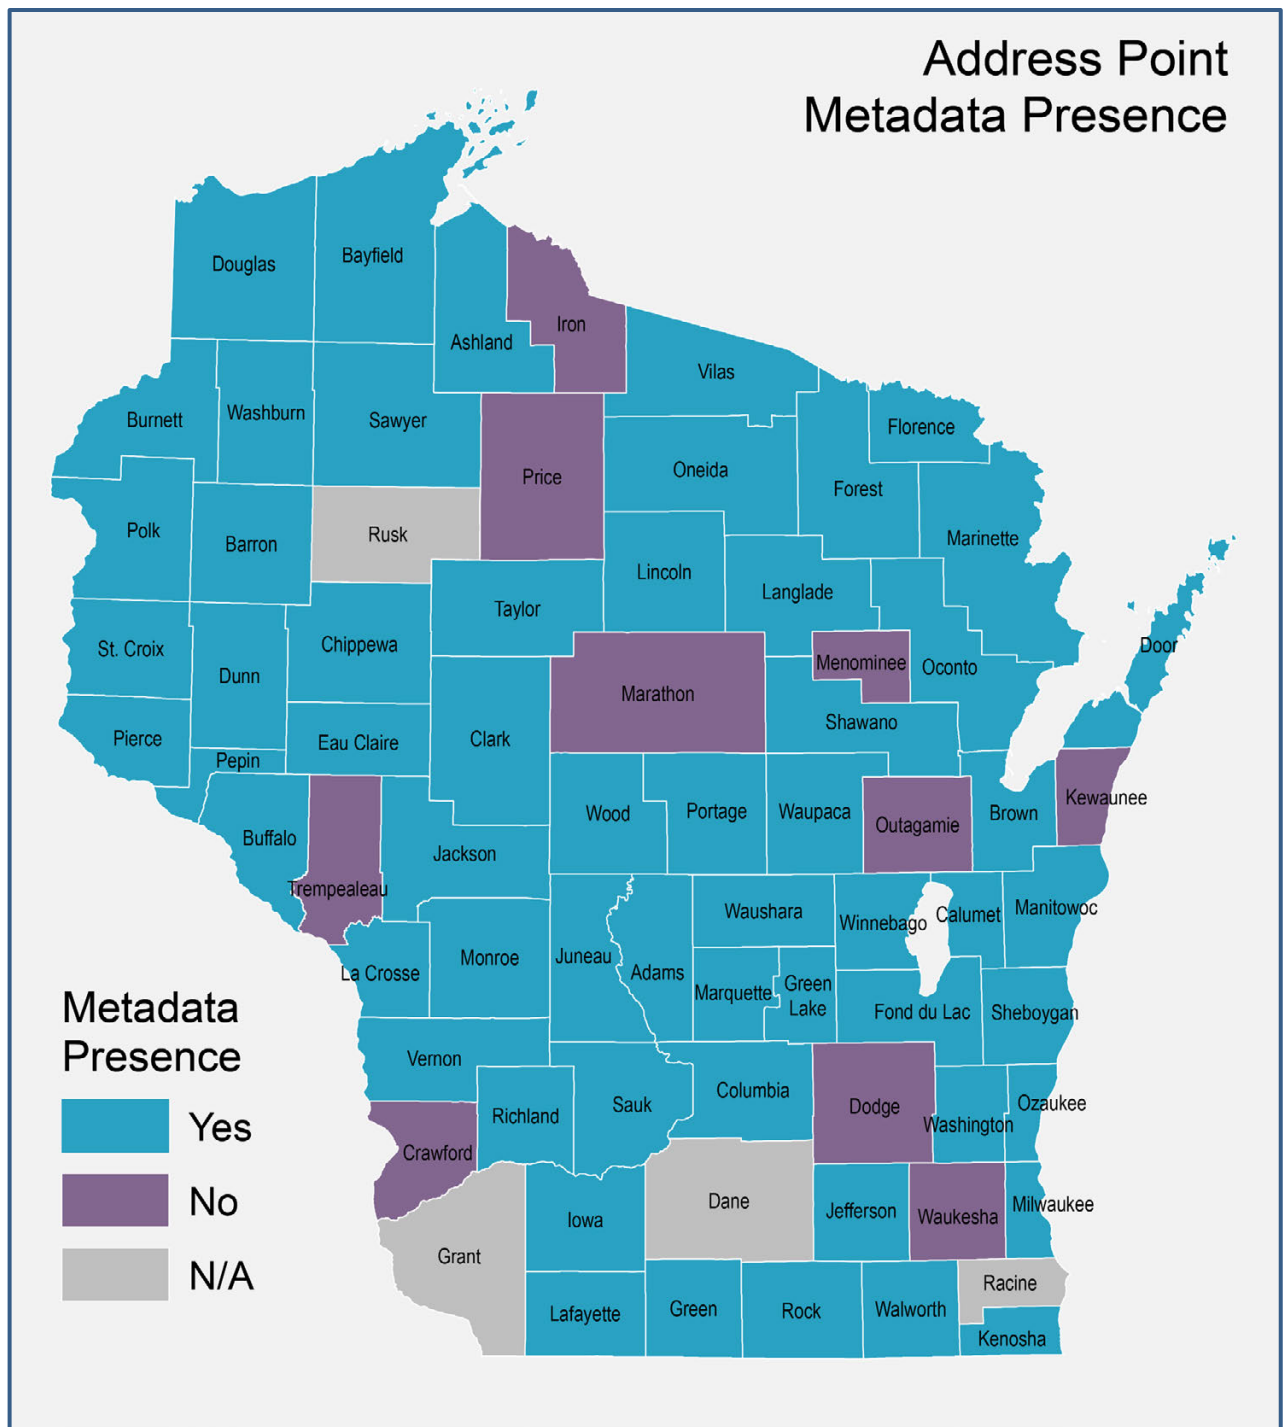 Address Point
Metadata Presence
Douglas
Bayfield
Ashland
Iron
Vilas
Burnett
Washburn
Sawyer
Price
Oneida
Florence
Forest
Polk
Barron
Rusk
Lincoln
Langlade
Marinette
Taylor
St. Croix
Dunn
Chippewa
Marathon
Menominee
Oconto
Door
Shawano
Pierce
Pepin
Eau Claire
Clark
Wood
Portage
Waupaca
Outagamie
Brown
Kewaunee
Buffalo
Trempealeau
Jackson
Waushara
Winnebago
Calumet
Manitowoc
La Crosse
Monroe
Juneau
Adams
Marquette
Green
Lake
Fond du Lac
Sheboygan
Vernon
Richland
Sauk
Columbia
Dodge
Washington
Ozaukee
Crawford
Grant
Iowa
Dane
Jefferson
Waukesha
Milwaukee
Lafayette
Green
Rock
Walworth
Racine
Kenosha
Metadata
Presence
Yes
No
N/A